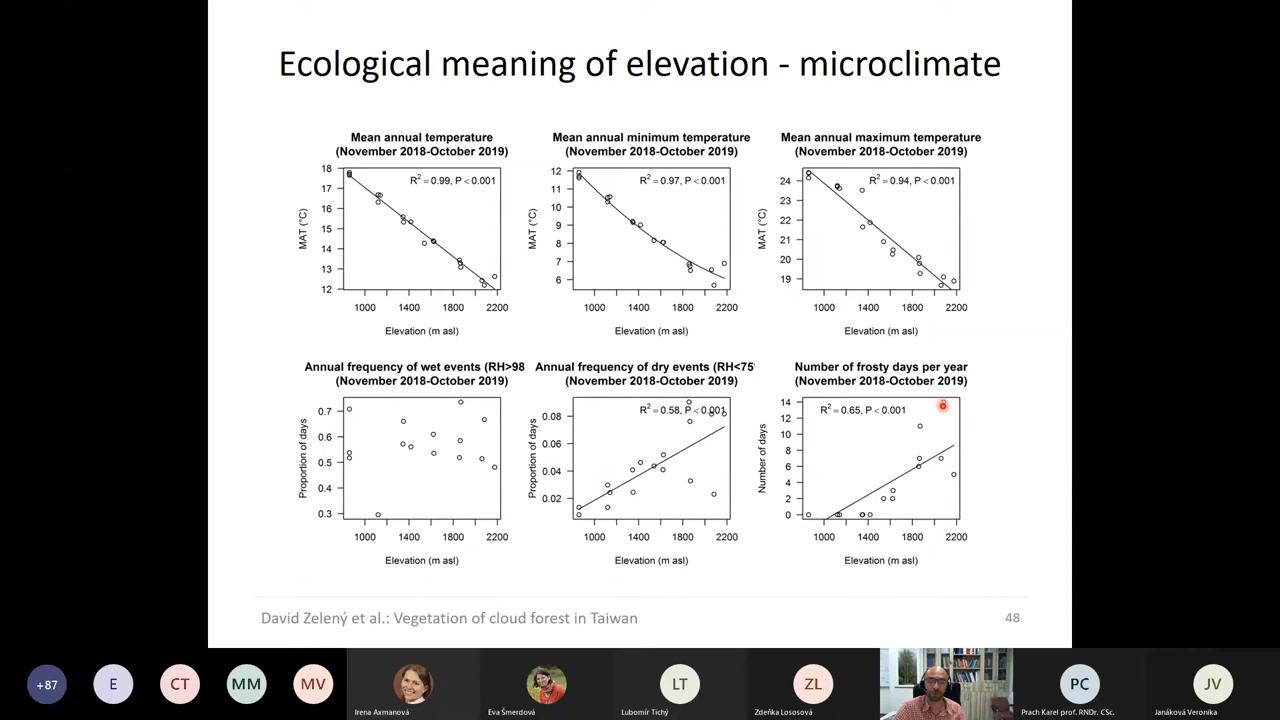 Ecological meaning of elevation - microclimate
Mean annual temperature
(November 2018-October 2019)
R² = 0.99, P < 0.001
MAT (°C)
18
17
16
15
14
13
12
1000 1400 1800 2200
Elevation (m asl)
Mean annual minimum temperature
(November 2018-October 2019)
R² = 0.97, P < 0.001
MAT (°C)
12
11
10
9
8
7
6
1000 1400 1800 2200
Elevation (m asl)
Mean annual maximum temperature
(November 2018-October 2019)
R² = 0.94, P < 0.001
MAT (°C)
24
23
22
21
20
19
1000 1400 1800 2200
Elevation (m asl)
Annual frequency of wet events (RH>98
(November 2018-October 2019)
Proportion of days
0.7
0.6
0.5
0.4
0.3
1000 1400 1800 2200
Elevation (m asl)
Annual frequency of dry events (RH<75
(November 2018-October 2019)
R² = 0.58, P < 0.001
Proportion of days
0.08
0.06
0.04
0.02
1000 1400 1800 2200
Elevation (m asl)
Number of frosty days per year
(November 2018-October 2019)
R² = 0.65, P < 0.001
Number of days
14
12
10
8
6
4
2
0
1000 1400 1800 2200
Elevation (m asl)
David Zelený et al.: Vegetation of cloud forest in Taiwan
48
+87
E
CT
MM
MV
Irena Axmanová
Eva Šmerdová
LT
Lubomír Tichý
ZL
Zdeňka Lososová
PC
Prach Karel prof. RNDr. CSc.
JV
Janáková Veronika